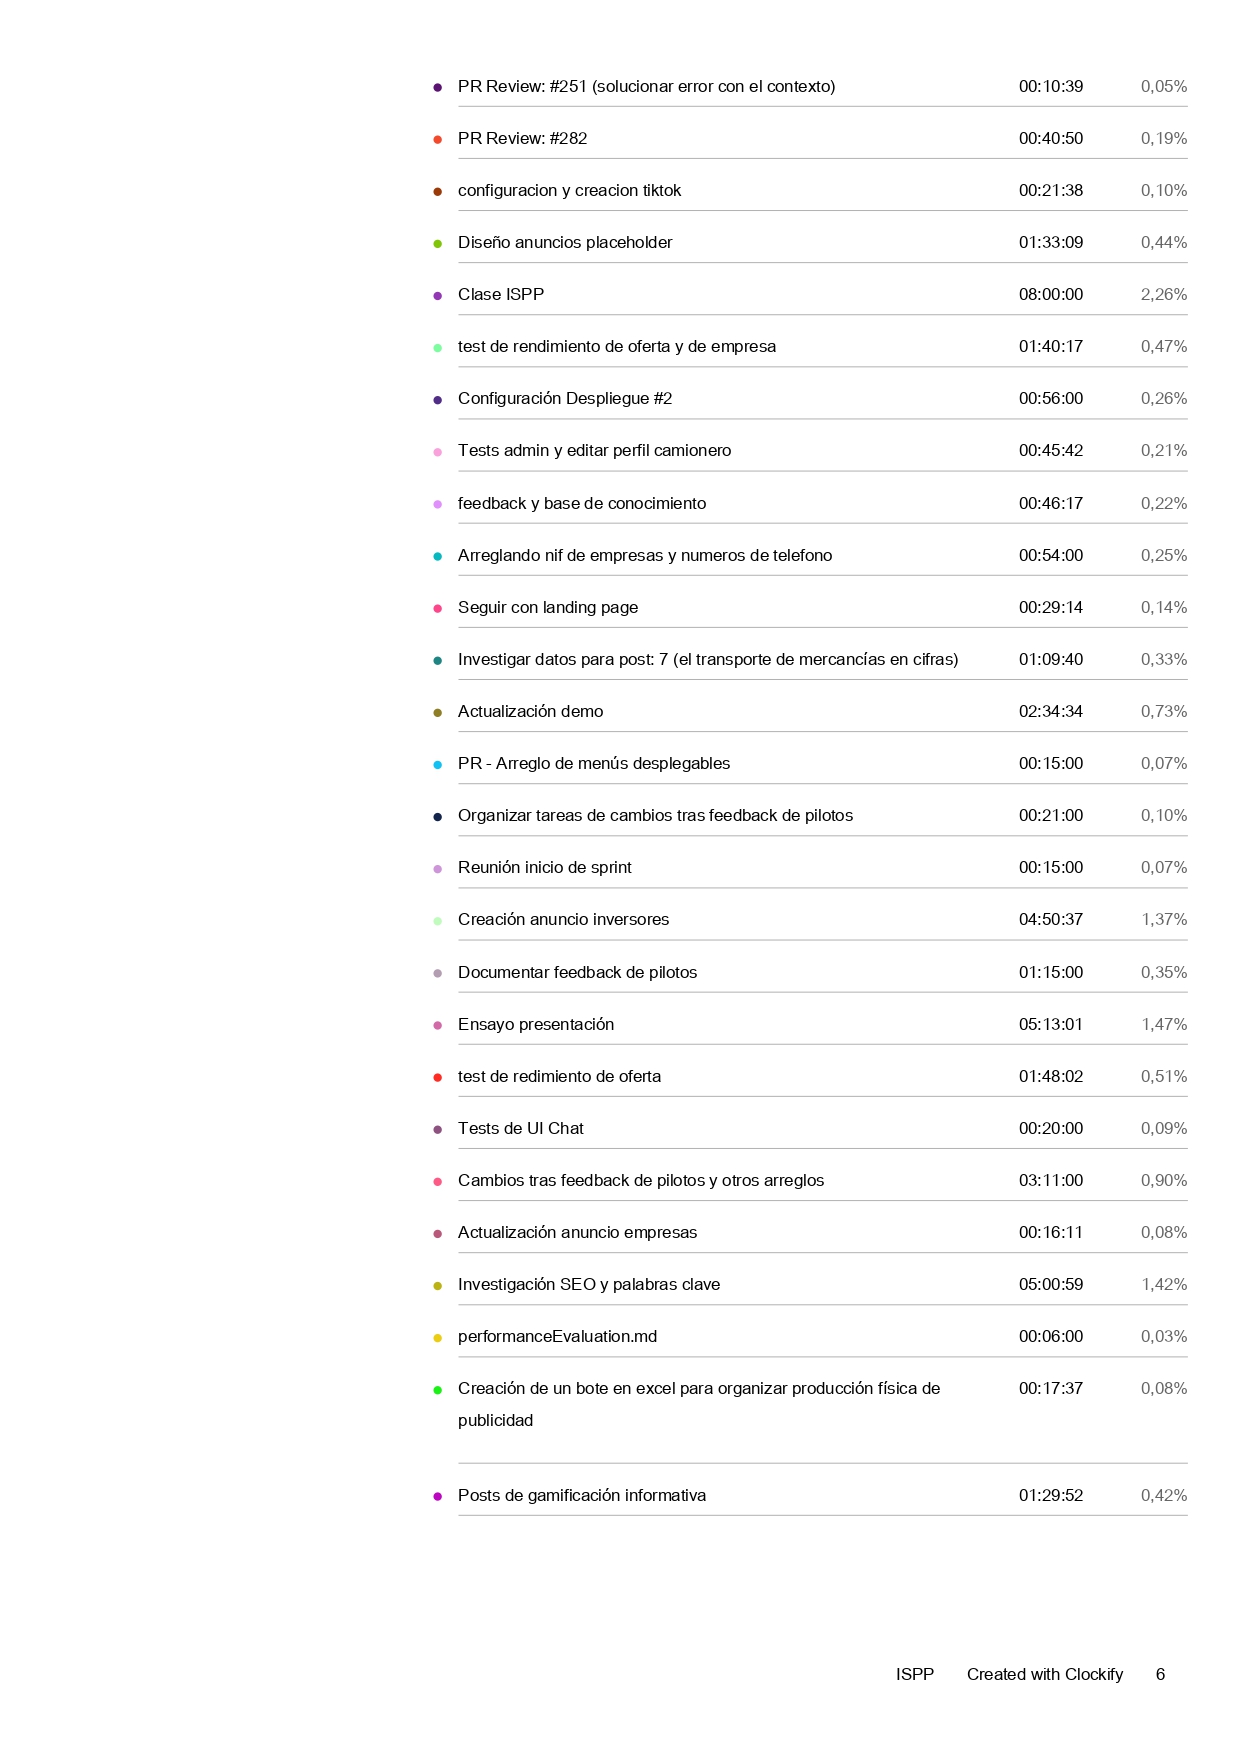 PR Review: #251 (solucionar error con el contexto) 00:10:39 0,05%
PR Review: #282 00:40:50 0,19%
configuracion y creacion tiktok 00:21:38 0,10%
Diseño anuncios placeholder 01:33:09 0,44%
Clase ISPP 08:00:00 2,26%
test de rendimiento de oferta y de empresa 01:40:17 0,47%
Configuración Despliegue #2 00:56:00 0,26%
Tests admin y editar perfil camionero 00:45:42 0,21%
feedback y base de conocimiento 00:46:17 0,22%
Arreglando nif de empresas y numeros de telefono 00:54:00 0,25%
Seguir con landing page 00:29:14 0,14%
Investigar datos para post: 7 (el transporte de mercancías en cifras) 01:09:40 0,33%
Actualización demo 02:34:34 0,73%
PR - Arreglo de menús desplegables 00:15:00 0,07%
Organizar tareas de cambios tras feedback de pilotos 00:21:00 0,10%
Reunión inicio de sprint 00:15:00 0,07%
Creación anuncio inversores 04:50:37 1,37%
Documentar feedback de pilotos 01:15:00 0,35%
Ensayo presentación 05:13:01 1,47%
test de redimiento de oferta 01:48:02 0,51%
Tests de UI Chat 00:20:00 0,09%
Cambios tras feedback de pilotos y otros arreglos 03:11:00 0,90%
Actualización anuncio empresas 00:16:11 0,08%
Investigación SEO y palabras clave 05:00:59 1,42%
performanceEvaluation.md 00:06:00 0,03%
Creación de un bote en excel para organizar producción física de 00:17:37 0,08%
publicidad
Posts de gamificación informativa 01:29:52 0,42%
ISPP Created with Clockify 6